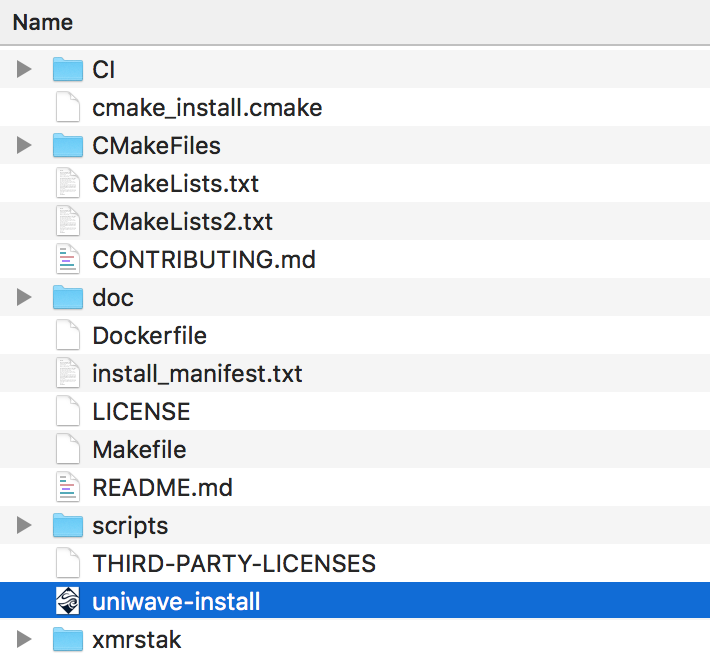 Name
CI
cmake_install.cmake
CMakeFiles
CMakeLists.txt
CMakeLists2.txt
CONTRIBUTING.md
doc
Dockerfile
install_manifest.txt
LICENSE
Makefile
README.md
scripts
THIRD-PARTY-LICENSES
uniwave-install
xmrstak